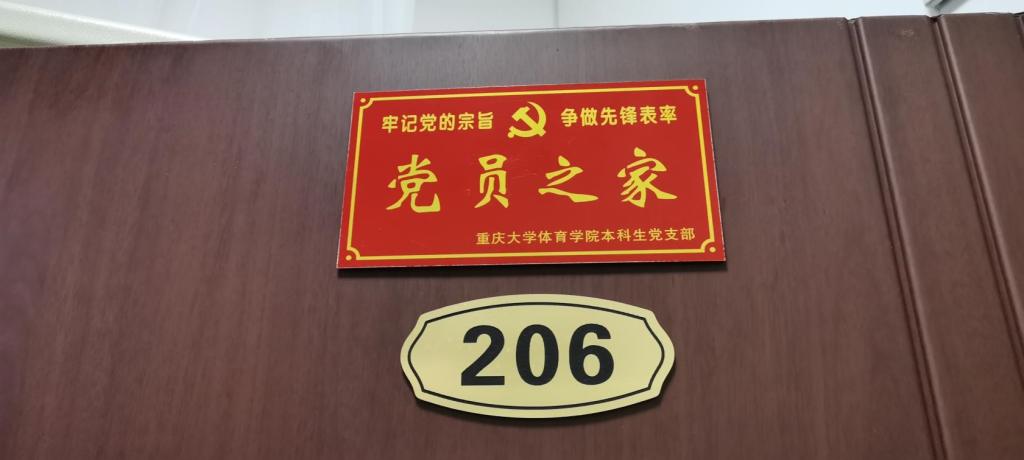 牢记党的宗旨 争做先锋表率
党员之家
重庆大学体育学院本科生党支部
206